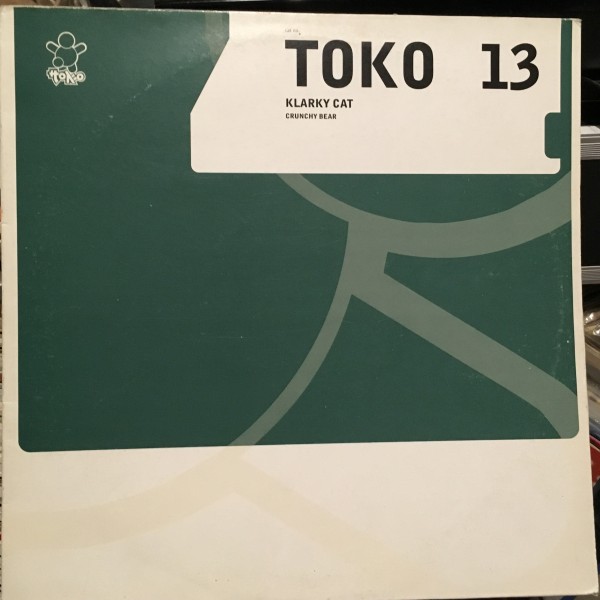 TOKO
TOKO 13
KLARKY CAT
CRUNCHY BEAR